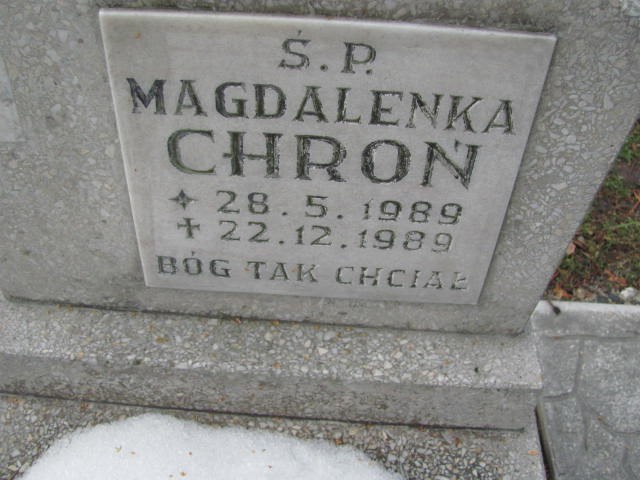 Ś.P.
MAGDALENKA
CHROŃ
✦ 28.5.1989
✝ 22.12.1989
BÓG TAK CHCIAŁ